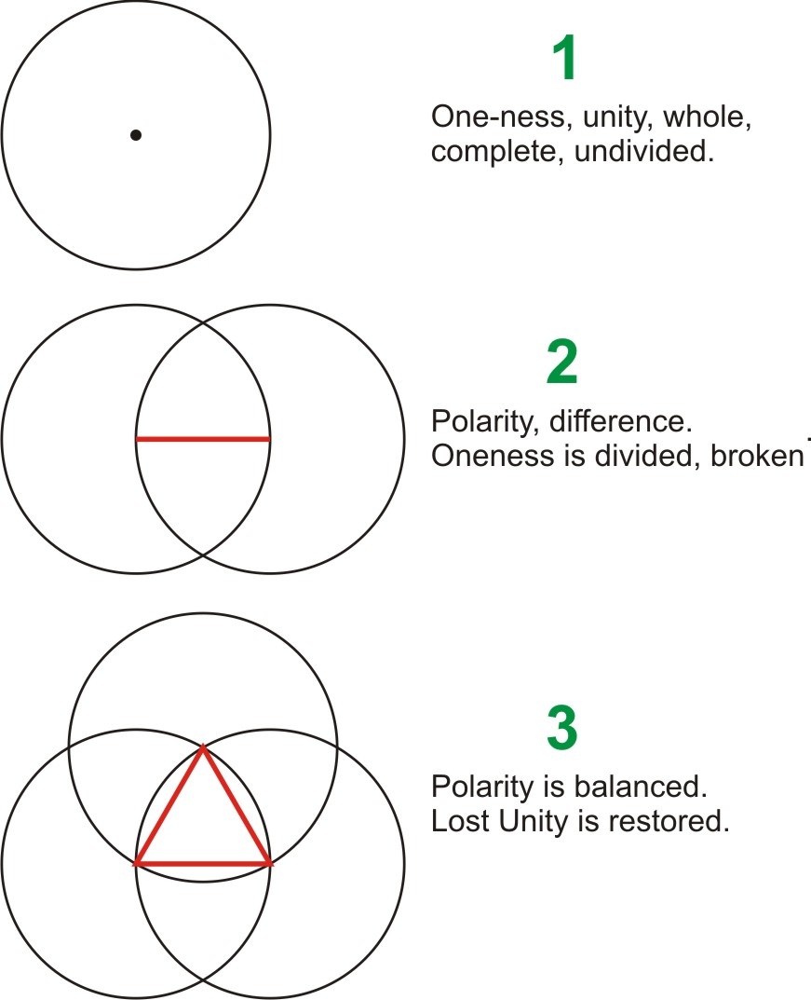 1
One-ness, unity, whole,
complete, undivided.
2
Polarity, difference.
Oneness is divided, broken.
3
Polarity is balanced.
Lost Unity is restored.